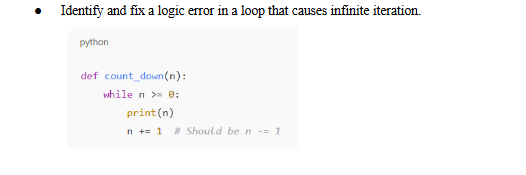 • Identify and fix a logic error in a loop that causes infinite iteration.
python
def count_down(n):
    while n >= 0:
        print(n)
        n += 1  # Should be n -= 1